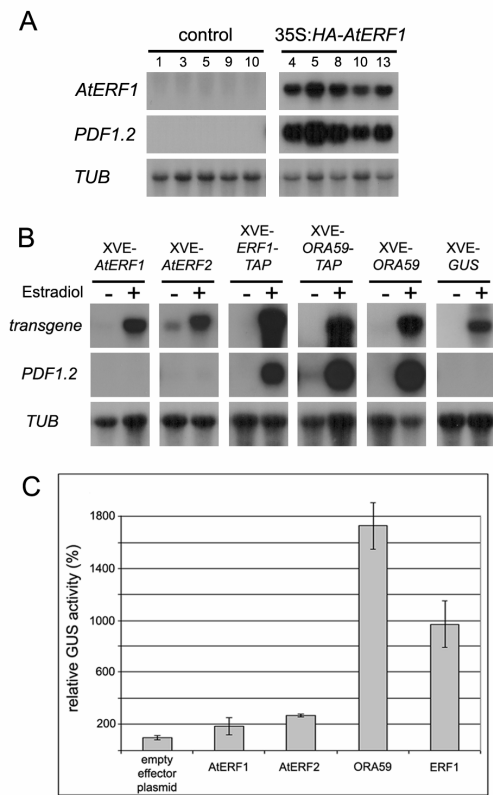 A
control 35S:HA-AtERF1
1 3 5 9 10 4 5 8 10 13
AtERF1
PDF1.2
TUB
B
XVE-AtERF1 XVE-AtERF2 XVE-ERF1-TAP XVE-ORA59-TAP XVE-ORA59 XVE-GUS
Estradiol - + - + - + - + - + - +
transgene
PDF1.2
TUB
C
relative GUS activity (%)
1800
1400
1000
600
200
empty effector plasmid AtERF1 AtERF2 ORA59 ERF1